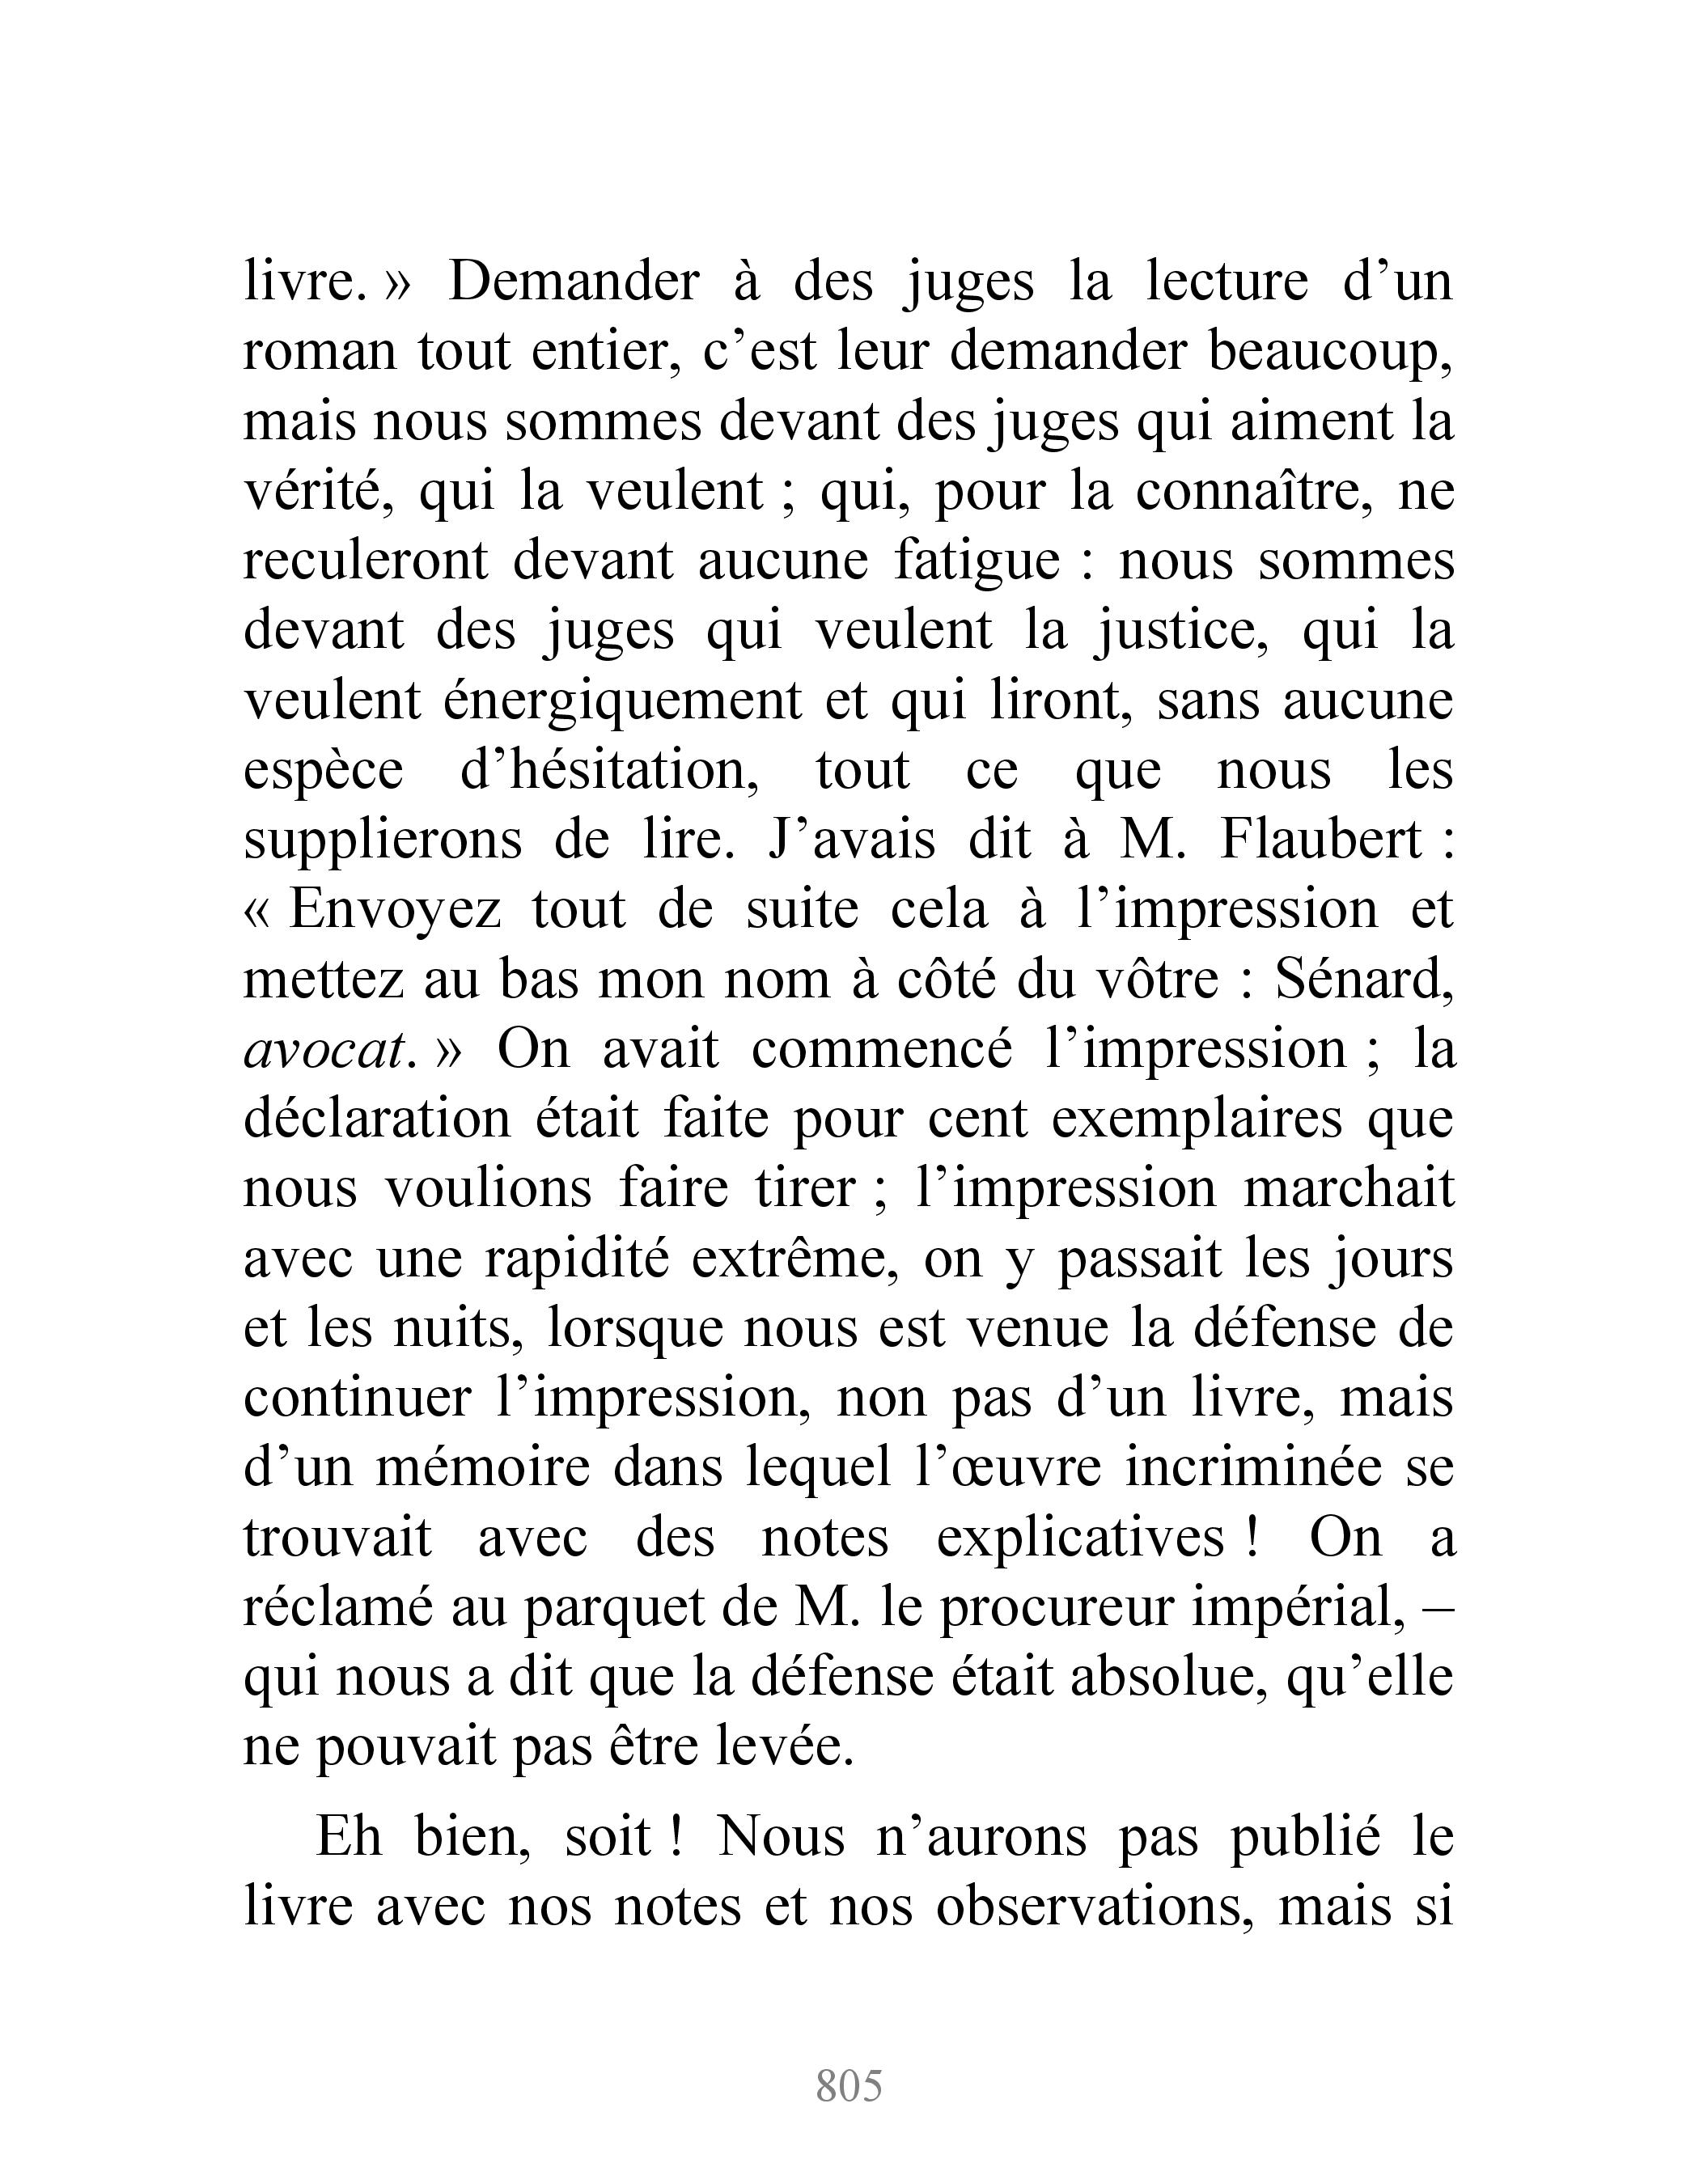 livre. » Demander à des juges la lecture d’un
roman tout entier, c’est leur demander beaucoup,
mais nous sommes devant des juges qui aiment la
vérité, qui la veulent ; qui, pour la connaître, ne
reculeront devant aucune fatigue : nous sommes
devant des juges qui veulent la justice, qui la
veulent énergiquement et qui liront, sans aucune
espèce d’hésitation, tout ce que nous les
supplierons de lire. J’avais dit à M. Flaubert :
« Envoyez tout de suite cela à l’impression et
mettez au bas mon nom à côté du vôtre : Sénard,
avocat. » On avait commencé l’impression ; la
déclaration était faite pour cent exemplaires que
nous voulions faire tirer ; l’impression marchait
avec une rapidité extrême, on y passait les jours
et les nuits, lorsque nous est venue la défense de
continuer l’impression, non pas d’un livre, mais
d’un mémoire dans lequel l’œuvre incriminée se
trouvait avec des notes explicatives ! On a
réclamé au parquet de M. le procureur impérial, –
qui nous a dit que la défense était absolue, qu’elle
ne pouvait pas être levée.
Eh bien, soit ! Nous n’aurons pas publié le
livre avec nos notes et nos observations, mais si
805